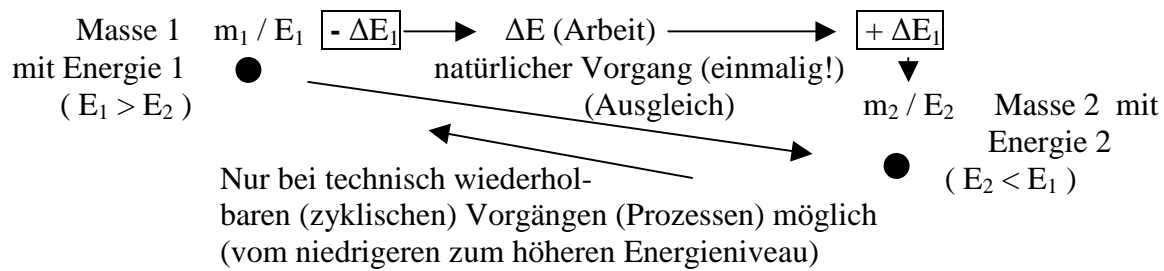 Masse 1 m₁ / E₁ - ΔE₁ ΔE (Arbeit) + ΔE₁
mit Energie 1 natürlicher Vorgang (einmalig!)
( E₁ > E₂ ) (Ausgleich) m₂ / E₂ Masse 2 mit
Energie 2
( E₂ < E₁ )
Nur bei technisch wiederhol-
baren (zyklischen) Vorgängen (Prozessen) möglich
(vom niedrigeren zum höheren Energieniveau)